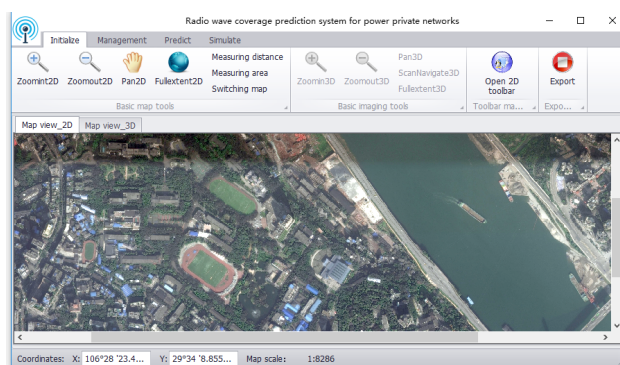 Radio wave coverage prediction system for power private networks
Initialze Management Predict Simulate
Zoomint2D Zoomout2D Pan2D Fullextent2D
Measuring distance
Measuring area
Switching map
Basic map tools
Zoomin3D Zoomout3D
Pan3D
ScanNavigate3D
Fullextent3D
Basic imaging tools
Open 2D
toolbar
Toolbar ma...
Export
Expo...
Map view_2D Map view_3D
Coordinates: X: 106°28 '23.4... Y: 29°34 '8.855... Map scale: 1:8286